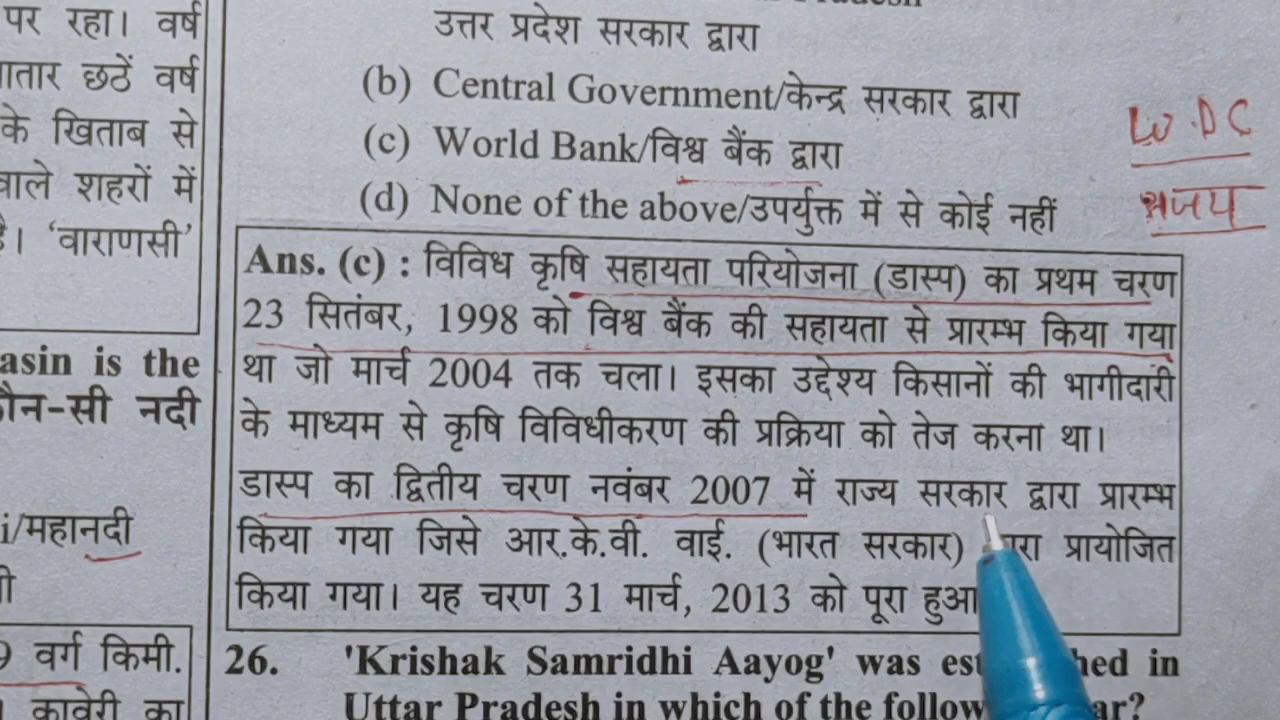 पर रहा। वर्ष
छठें वर्ष
के खिताब से
वाले शहरों में
'वाराणसी'
asin is the
कौन-सी नदी
i/महानदी
वर्ग किमी.
कावेरी का
उत्तर प्रदेश सरकार द्वारा
(b) Central Government/केन्द्र सरकार द्वारा
(c) World Bank/विश्व बैंक द्वारा
(d) None of the above/उपर्युक्त में से कोई नहीं
W.DC
Ans. (c) : विविध कृषि सहायता परियोजना (डास्प) का प्रथम चरण
23 सितंबर, 1998 को विश्व बैंक की सहायता से प्रारम्भ किया गया
था जो मार्च 2004 तक चला। इसका उद्देश्य किसानों की भागीदारी
के माध्यम से कृषि विविधीकरण की प्रक्रिया को तेज करना था।
डास्प का द्वितीय चरण नवंबर 2007 में राज्य सरकार द्वारा प्रारम्भ
किया गया जिसे आर.के.वी. वाई. (भारत सरकार) द्वारा प्रायोजित
किया गया। यह चरण 31 मार्च, 2013 को पूरा हुआ
26. 'Krishak Samridhi Aayog' was established in
Uttar Pradesh in which of the following year?